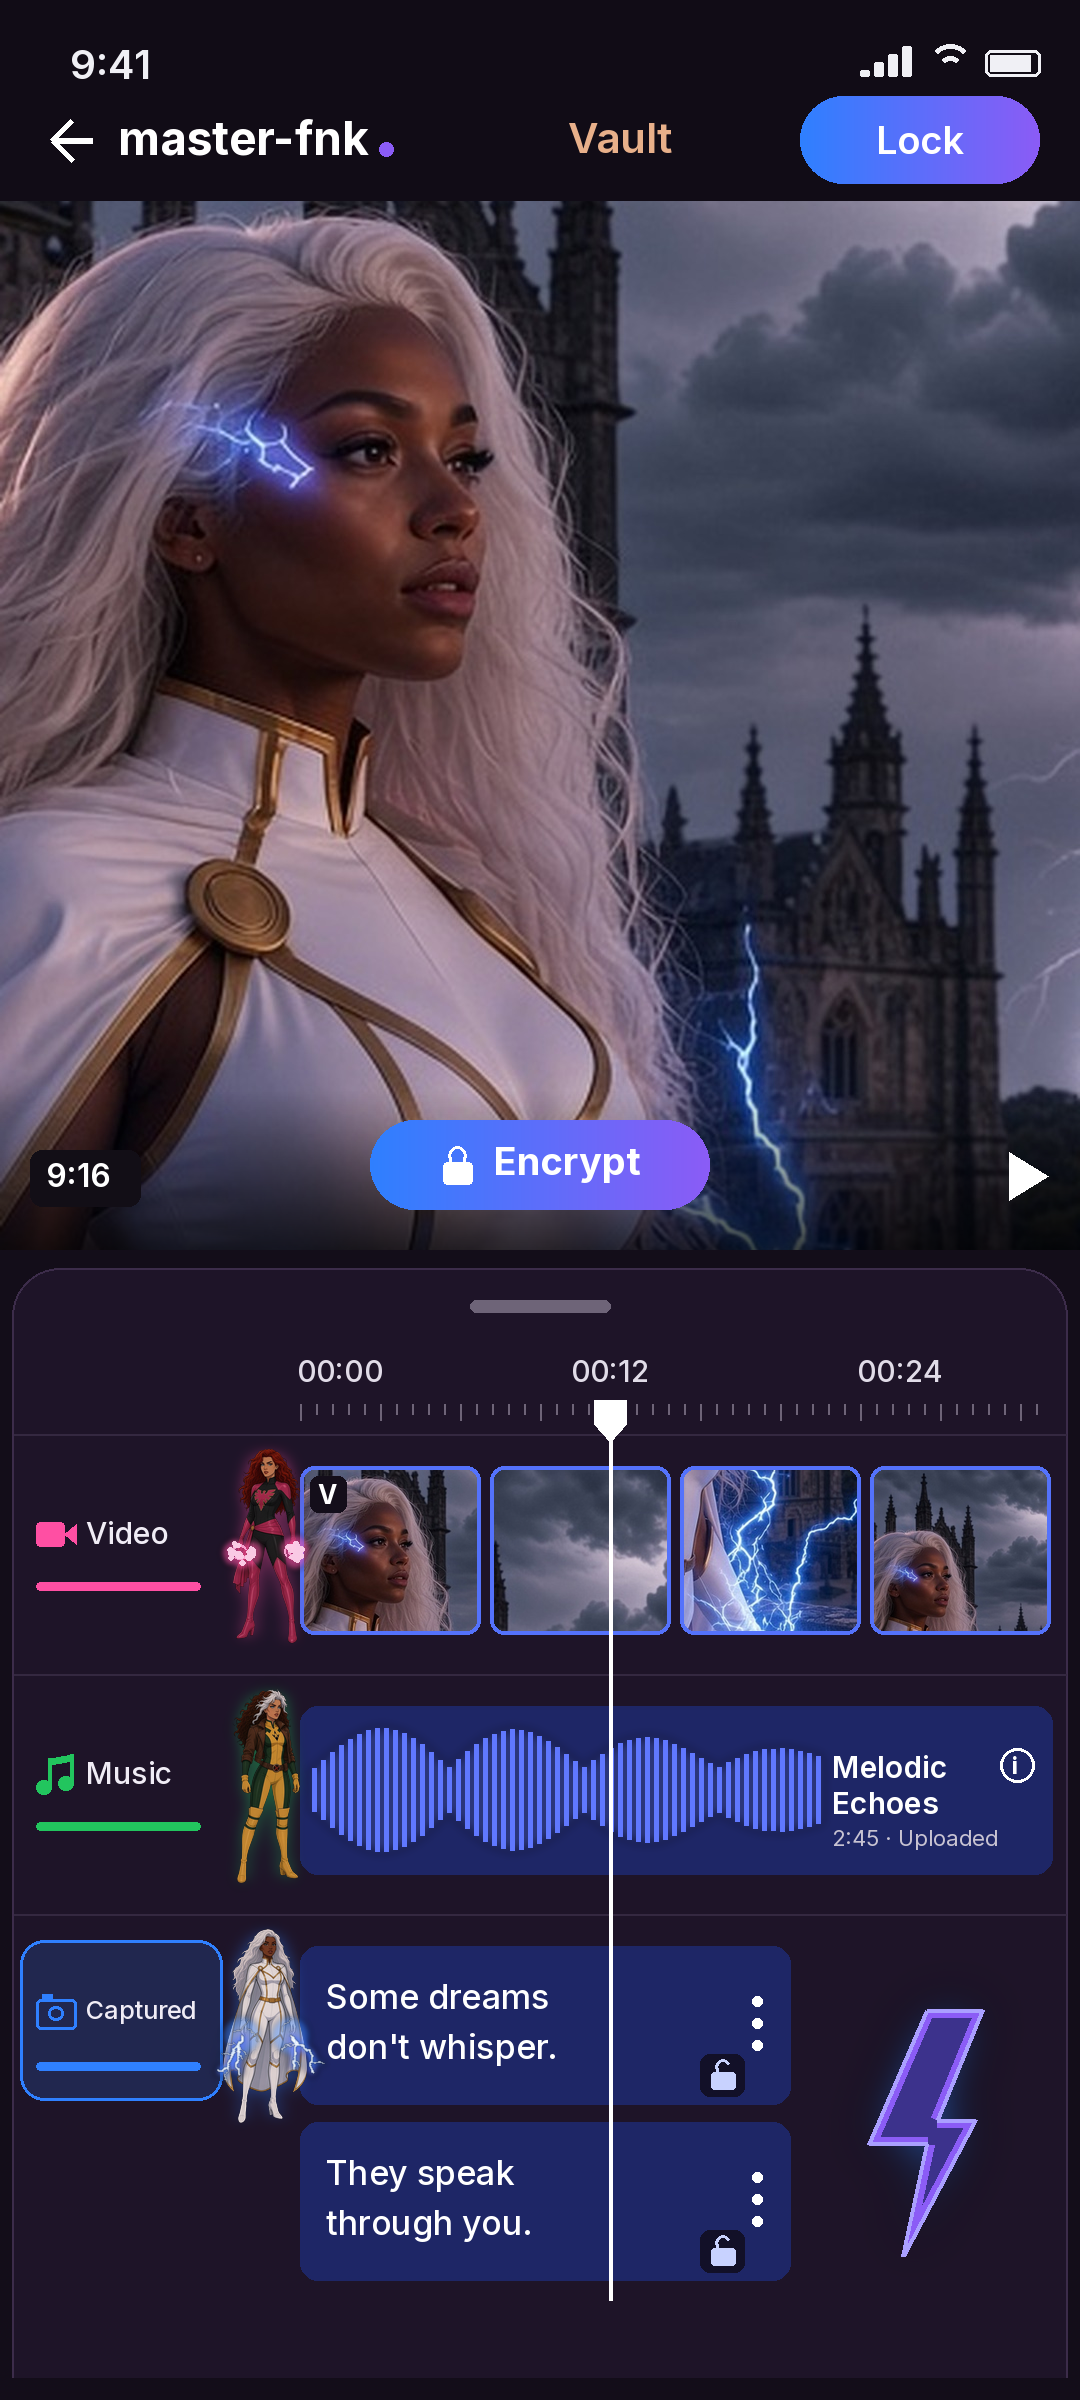 9:41
master-fnk
Vault
Lock
9:16
Encrypt
00:00
00:12
00:24
V
Video
Music
Melodic
Echoes
2:45 · Uploaded
Captured
Some dreams
don't whisper.
They speak
through you.